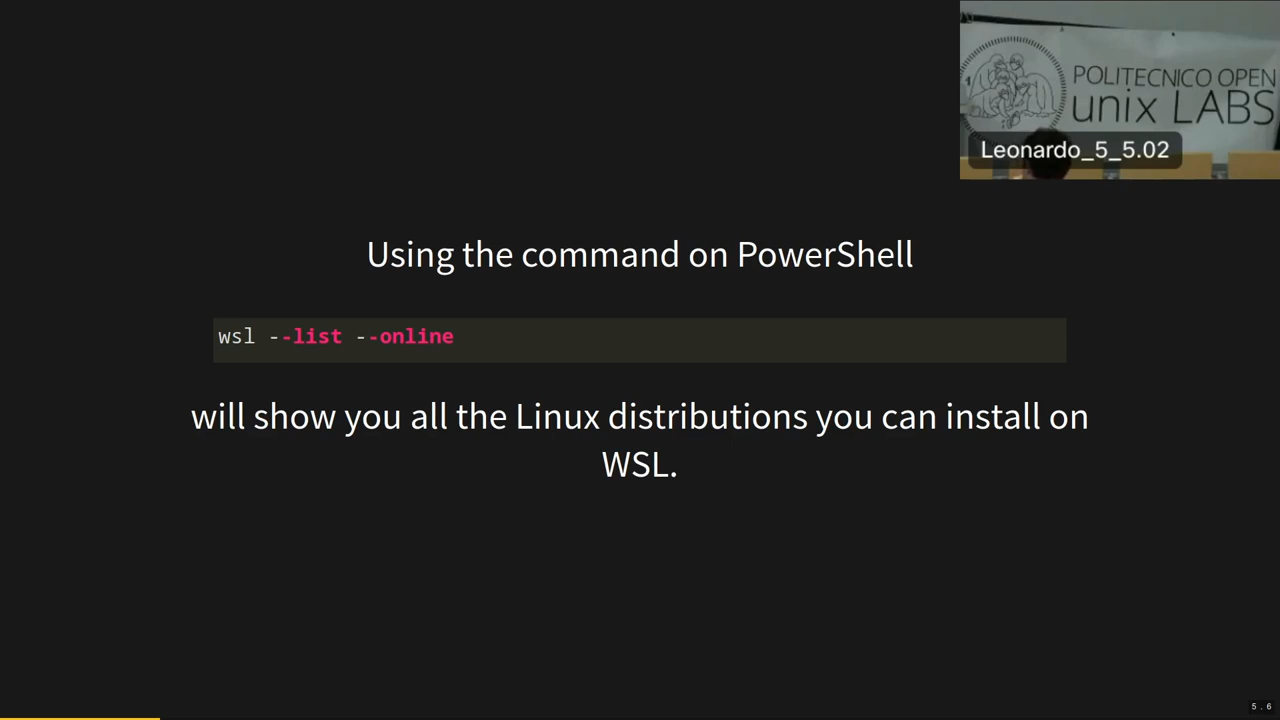 POLITECNICO OPEN
unix LABS
Leonardo_5_5.02
Using the command on PowerShell
wsl --list --online
will show you all the Linux distributions you can install on
WSL.
5.6